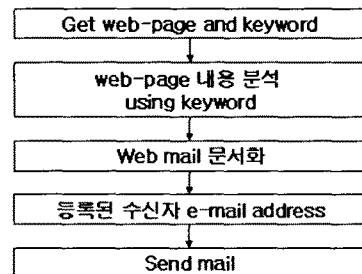 Get web-page and keyword
web-page 내용 분석
using keyword
Web mail 문서화
등록된 수신자 e-mail address
Send mail